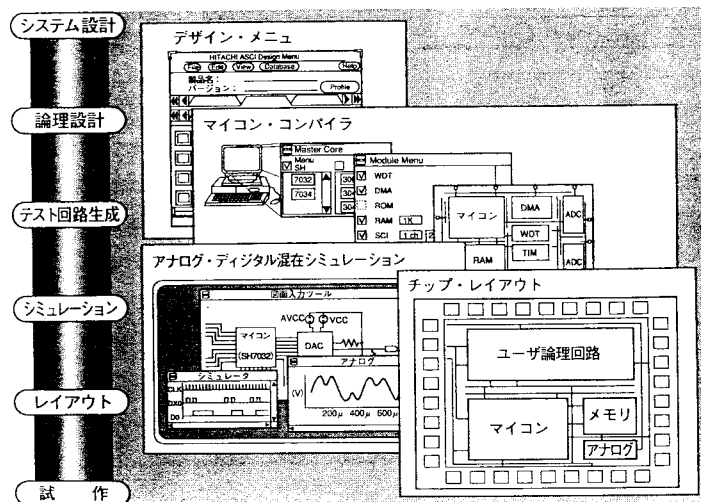 システム設計
論理設計
テスト回路生成
シミュレーション
レイアウト
試 作
デザイン・メニュ
HITACHI ASCI Design Menu
File Edit View Database Help
製品名：
バージョン：
Profile
マイコン・コンパイラ
Master Core
Menu
SH
7032
7034
Module Menu
WDT
DMA
ROM
RAM 1K
SCI 1 ch
マイコン
DMA
ADC
WDT
TIM
RAM
ADC
アナログ・ディジタル混在シミュレーション
図面入力ツール
AVCC VCC
マイコン
(SH7032)
DAC
シミュレータ
CLK
DX0
D0
アナログ
(V)
200μ 400μ 600μ
チップ・レイアウト
ユーザ論理回路
マイコン
メモリ
アナログ